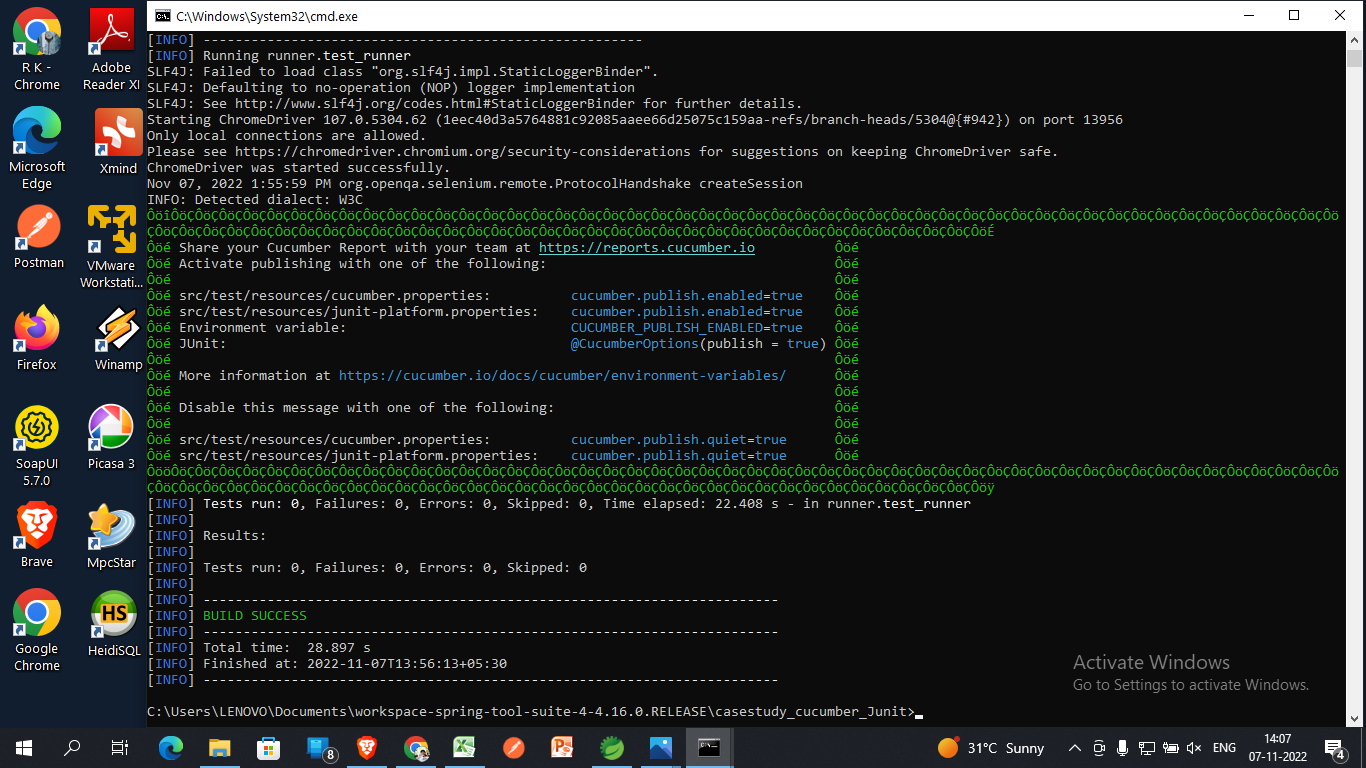 C:\Windows\System32\cmd.exe
[INFO] -------------------------------------------------------
[INFO] Running runner.test_runner
SLF4J: Failed to load class "org.slf4j.impl.StaticLoggerBinder".
SLF4J: Defaulting to no-operation (NOP) logger implementation
SLF4J: See http://www.slf4j.org/codes.html#StaticLoggerBinder for further details.
Starting ChromeDriver 107.0.5304.62 (1eec40d3a5764881c92085aaee66d25075c159aa-refs/branch-heads/5304@{#942}) on port 13956
Only local connections are allowed.
Please see https://chromedriver.chromium.org/security-considerations for suggestions on keeping ChromeDriver safe.
ChromeDriver was started successfully.
Nov 07, 2022 1:55:59 PM org.openqa.selenium.remote.ProtocolHandshake createSession
INFO: Detected dialect: W3C
Ôöé Share your Cucumber Report with your team at https://reports.cucumber.io Ôöé
Ôöé Activate publishing with one of the following: Ôöé
Ôöé Ôöé
Ôöé src/test/resources/cucumber.properties: cucumber.publish.enabled=true Ôöé
Ôöé src/test/resources/junit-platform.properties: cucumber.publish.enabled=true Ôöé
Ôöé Environment variable: CUCUMBER_PUBLISH_ENABLED=true Ôöé
Ôöé JUnit: @CucumberOptions(publish = true) Ôöé
Ôöé Ôöé
Ôöé More information at https://cucumber.io/docs/cucumber/environment-variables/ Ôöé
Ôöé Ôöé
Ôöé Disable this message with one of the following: Ôöé
Ôöé Ôöé
Ôöé src/test/resources/cucumber.properties: cucumber.publish.quiet=true Ôöé
Ôöé src/test/resources/junit-platform.properties: cucumber.publish.quiet=true Ôöé
[INFO] Tests run: 0, Failures: 0, Errors: 0, Skipped: 0, Time elapsed: 22.408 s - in runner.test_runner
[INFO]
[INFO] Results:
[INFO]
[INFO] Tests run: 0, Failures: 0, Errors: 0, Skipped: 0
[INFO]
[INFO] ------------------------------------------------------------------------
[INFO] BUILD SUCCESS
[INFO] ------------------------------------------------------------------------
[INFO] Total time:  28.897 s
[INFO] Finished at: 2022-11-07T13:56:13+05:30
[INFO] ------------------------------------------------------------------------
C:\Users\LENOVO\Documents\workspace-spring-tool-suite-4-4.16.0.RELEASE\casestudy_cucumber_Junit>
Activate Windows
Go to Settings to activate Windows.
R K -
Chrome
Adobe
Reader XI
Microsoft
Edge
Xmind
Postman
VMware
Workstati...
Firefox
Winamp
SoapUI
5.7.0
Picasa 3
Brave
MpcStar
Google
Chrome
HS
HeidiSQL
8
31°C Sunny
ENG
14:07
07-11-2022
4